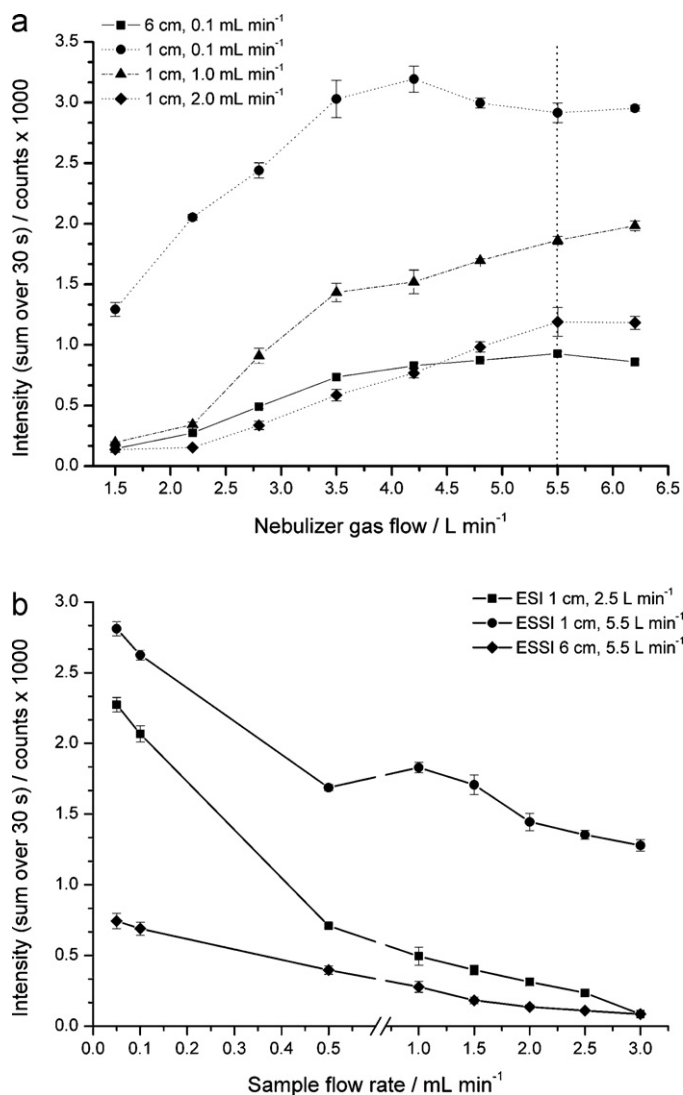 a
6 cm, 0.1 mL min⁻¹
1 cm, 0.1 mL min⁻¹
1 cm, 1.0 mL min⁻¹
1 cm, 2.0 mL min⁻¹
3.5
3.0
2.5
2.0
1.5
1.0
0.5
0.0
Intensity (sum over 30 s) / counts x 1000
1.5 2.0 2.5 3.0 3.5 4.0 4.5 5.0 5.5 6.0 6.5
Nebulizer gas flow / L min⁻¹
b
ESI 1 cm, 2.5 L min⁻¹
ESSI 1 cm, 5.5 L min⁻¹
ESSI 6 cm, 5.5 L min⁻¹
3.0
2.5
2.0
1.5
1.0
0.5
0.0
Intensity (sum over 30 s) / counts x 1000
0.0 0.1 0.2 0.3 0.4 0.5 1.0 1.5 2.0 2.5 3.0
Sample flow rate / mL min⁻¹